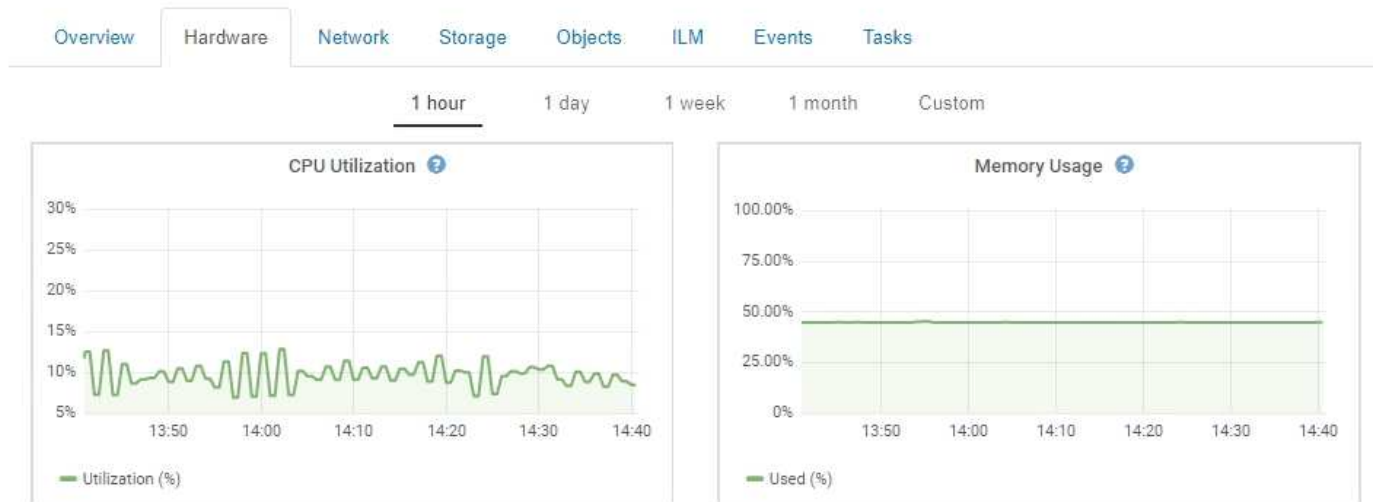 Overview Hardware Network Storage Objects ILM Events Tasks
1 hour 1 day 1 week 1 month Custom
CPU Utilization ?
30%
25%
20%
15%
10%
5%
13:50 14:00 14:10 14:20 14:30 14:40
Utilization (%)
Memory Usage ?
100.00%
75.00%
50.00%
25.00%
0%
13:50 14:00 14:10 14:20 14:30 14:40
Used (%)